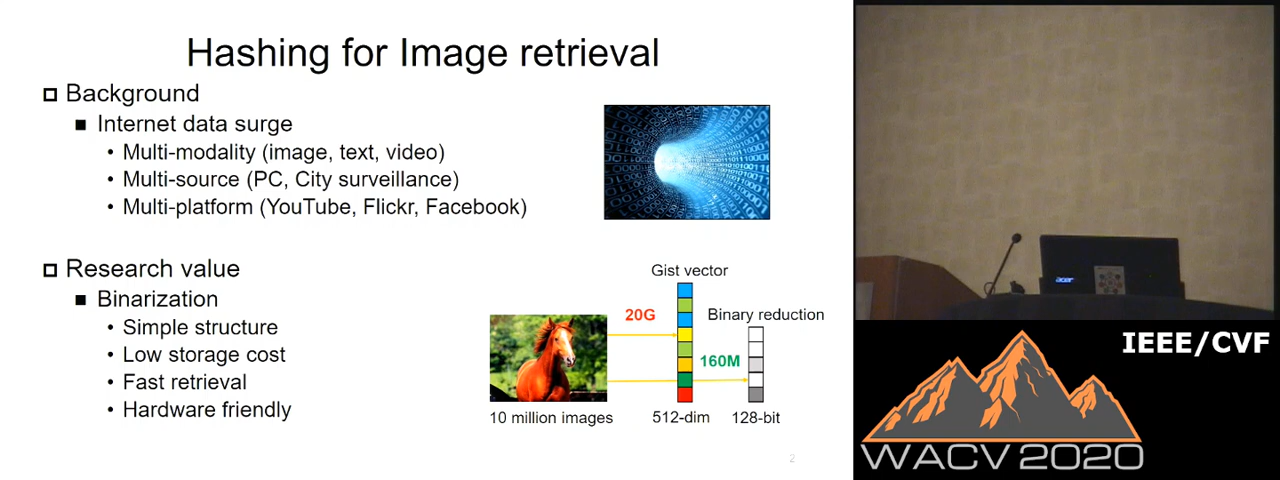 Hashing for Image retrieval
Background
Internet data surge
Multi-modality (image, text, video)
Multi-source (PC, City surveillance)
Multi-platform (YouTube, Flickr, Facebook)
Research value
Binarization
Simple structure
Low storage cost
Fast retrieval
Hardware friendly
Gist vector
20G
Binary reduction
160M
10 million images
512-dim
128-bit
2
acer
IEEE/CVF
WACV 2020